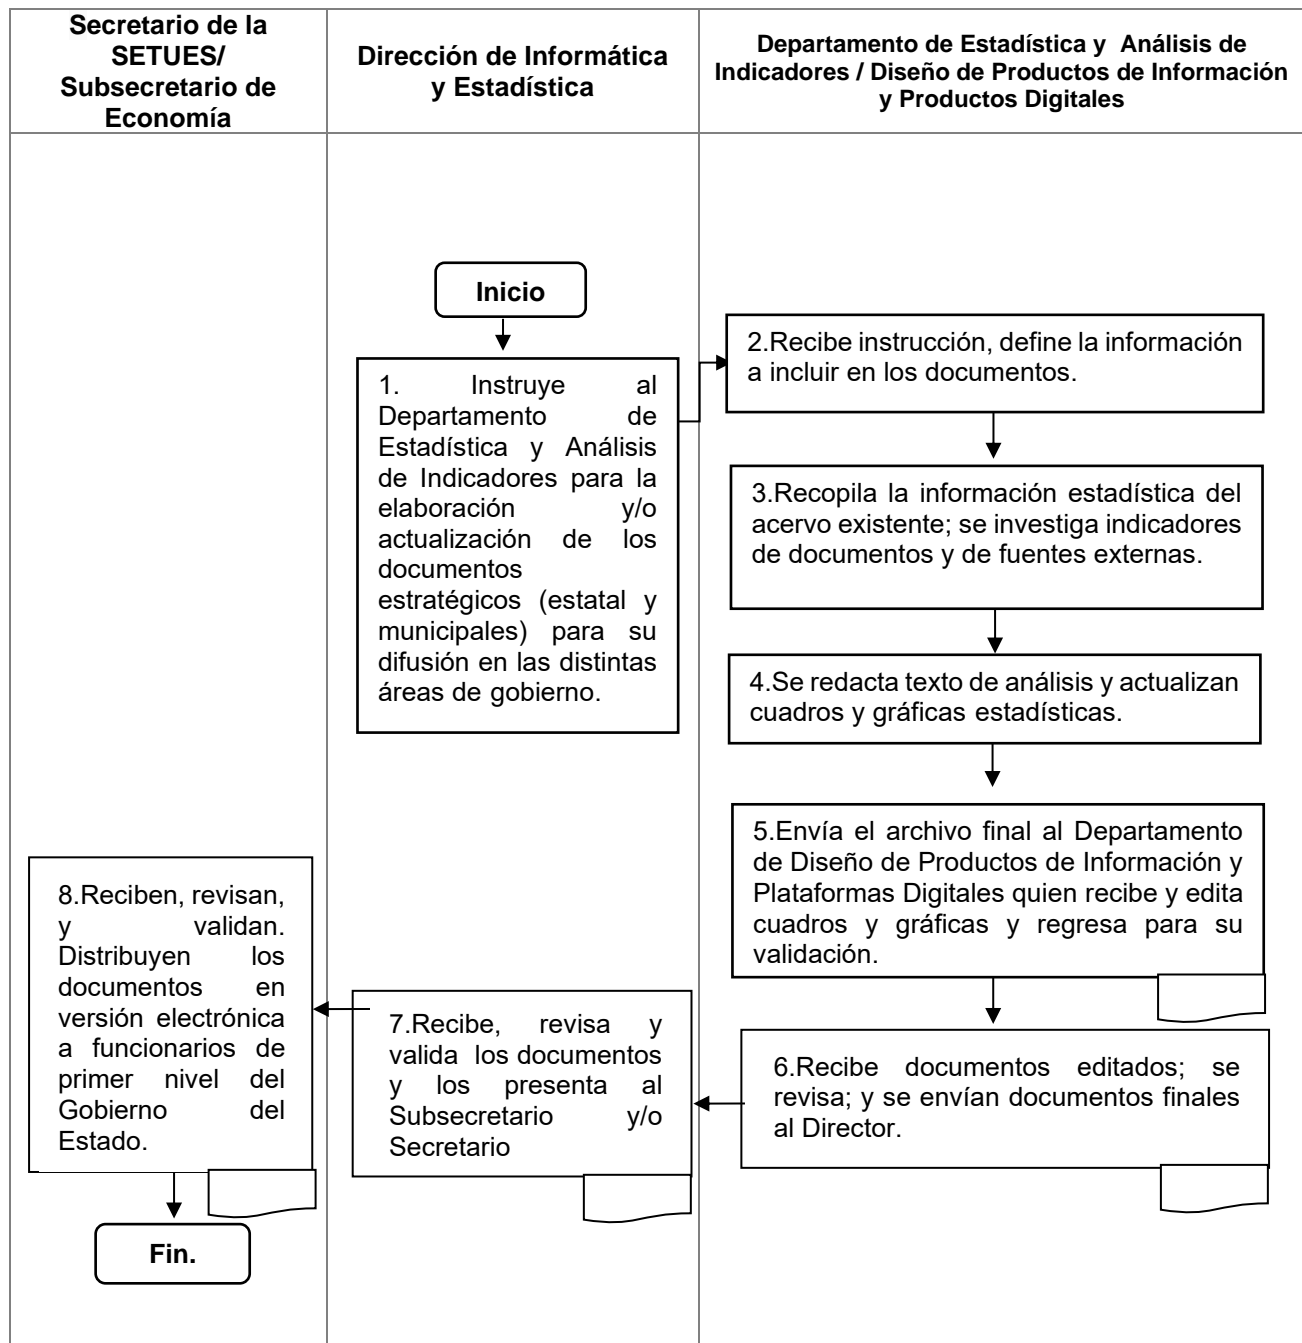 Secretario de la
SETUES/
Subsecretario de
Economía
Dirección de Informática
y Estadística
Departamento de Estadística y Análisis de
Indicadores / Diseño de Productos de Información
y Productos Digitales
Inicio
1. Instruye al
Departamento de
Estadística y Análisis
de Indicadores para la
elaboración y/o
actualización de los
documentos
estratégicos (estatal y
municipales) para su
difusión en las distintas
áreas de gobierno.
2.Recibe instrucción, define la información
a incluir en los documentos.
3.Recopila la información estadística del
acervo existente; se investiga indicadores
de documentos y de fuentes externas.
4.Se redacta texto de análisis y actualizan
cuadros y gráficas estadísticas.
5.Envía el archivo final al Departamento
de Diseño de Productos de Información y
Plataformas Digitales quien recibe y edita
cuadros y gráficas y regresa para su
validación.
6.Recibe documentos editados; se
revisa; y se envían documentos finales
al Director.
7.Recibe, revisa y
valida los documentos
y los presenta al
Subsecretario y/o
Secretario
8.Reciben, revisan,
y validan.
Distribuyen los
documentos en
versión electrónica
a funcionarios de
primer nivel del
Gobierno del
Estado.
Fin.